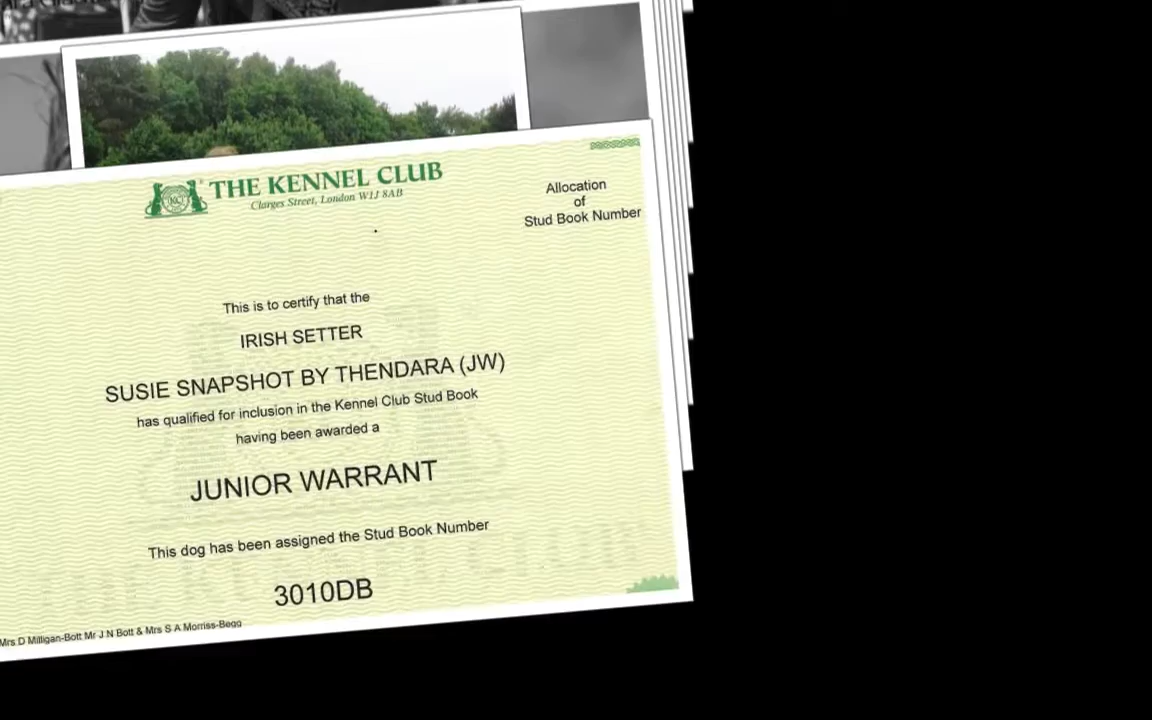 THE KENNEL CLUB
Clarges Street, London W1J 8AB
Allocation
of
Stud Book Number
This is to certify that the
IRISH SETTER
SUSIE SNAPSHOT BY THENDARA (JW)
has qualified for inclusion in the Kennel Club Stud Book
having been awarded a
JUNIOR WARRANT
This dog has been assigned the Stud Book Number
3010DB
Mrs D Milligan-Bott Mr J N Bott & Mrs S A Morriss-Begg